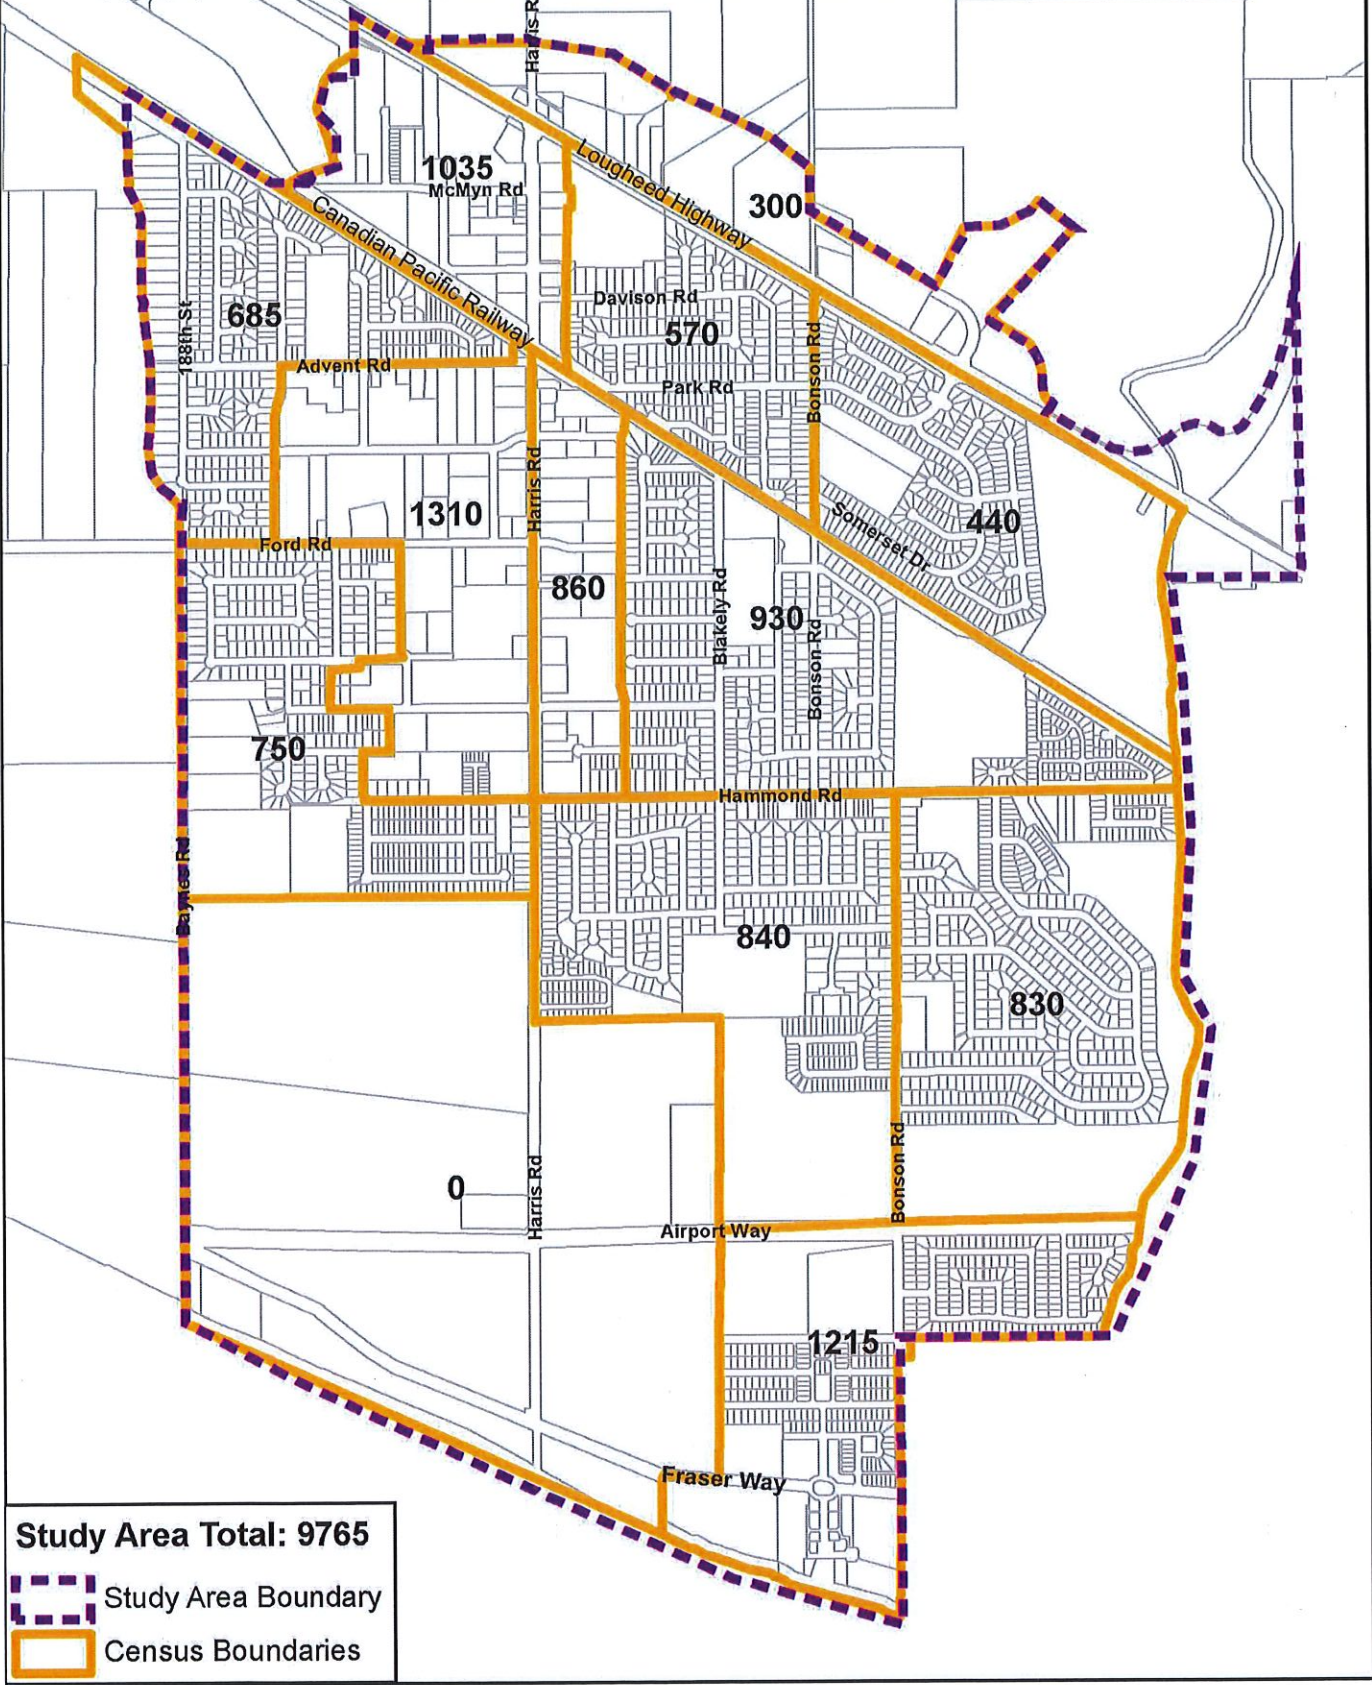 Harris R
1035
McMyn Rd
Lougheed Highway
300
Canadian Pacific Railway
188th St
685
Davison Rd
570
Advent Rd
Park Rd
Bonson Rd
Harris Rd
1310
440
Somerset Dr
Ford Rd
860
Blakely Rd
930
Bonson Rd
750
Hammond Rd
Baynes Rd
840
830
Bonson Rd
0
Harris Rd
Airport Way
1215
Fraser Way
Study Area Total: 9765
Study Area Boundary
Census Boundaries